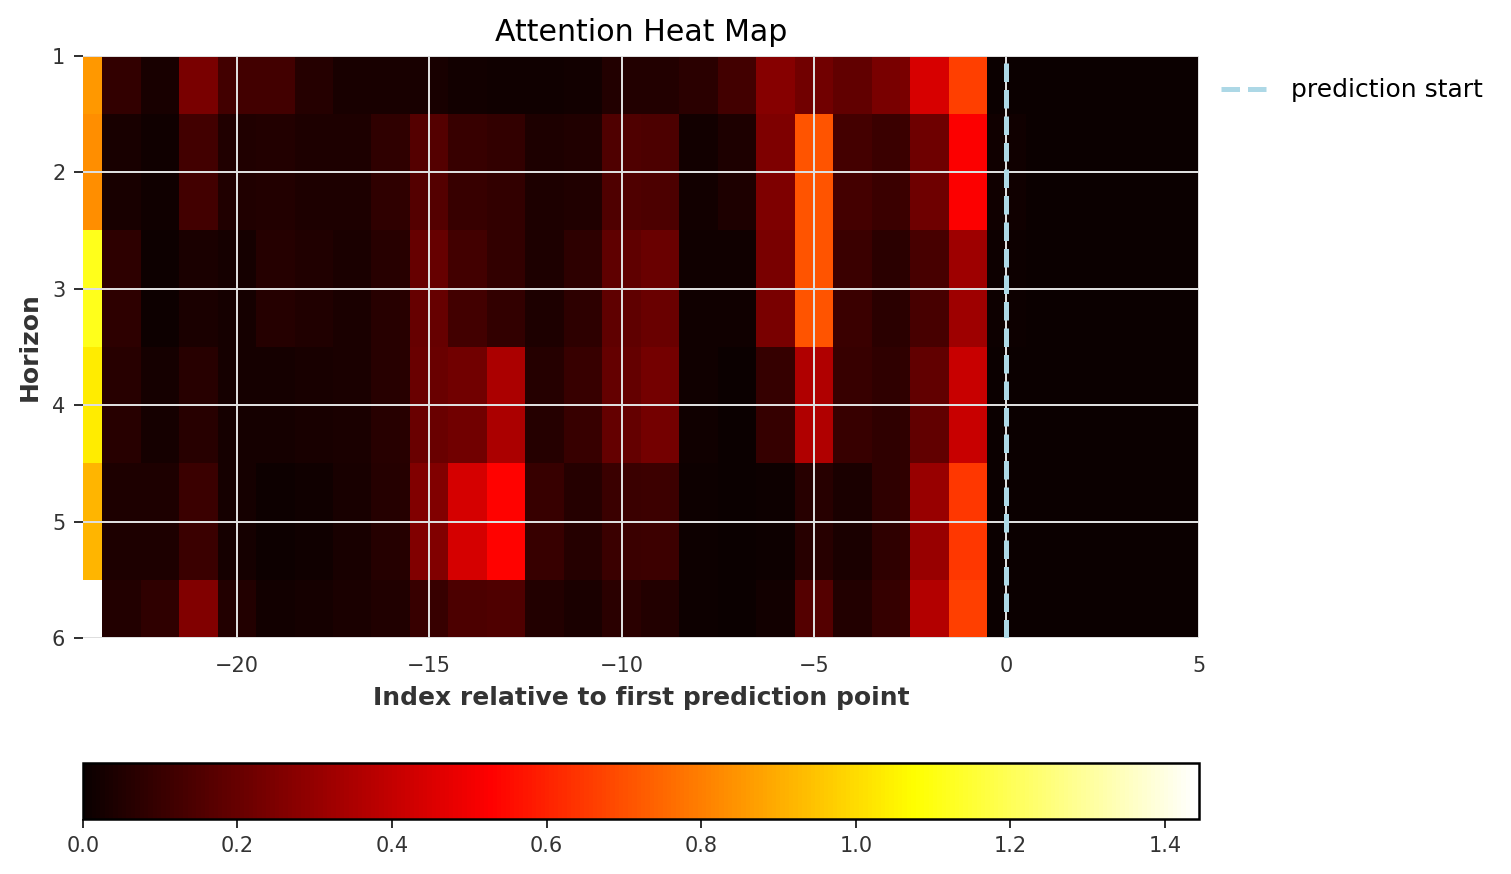 Attention Heat Map
prediction start
1
2
3
4
5
6
Horizon
−20 −15 −10 −5 0 5
Index relative to first prediction point
0.0 0.2 0.4 0.6 0.8 1.0 1.2 1.4